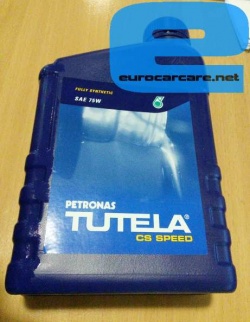 eurocarcare.net
FULLY SYNTHETIC
SAE 75W
PETRONAS
TUTELA®
CS SPEED